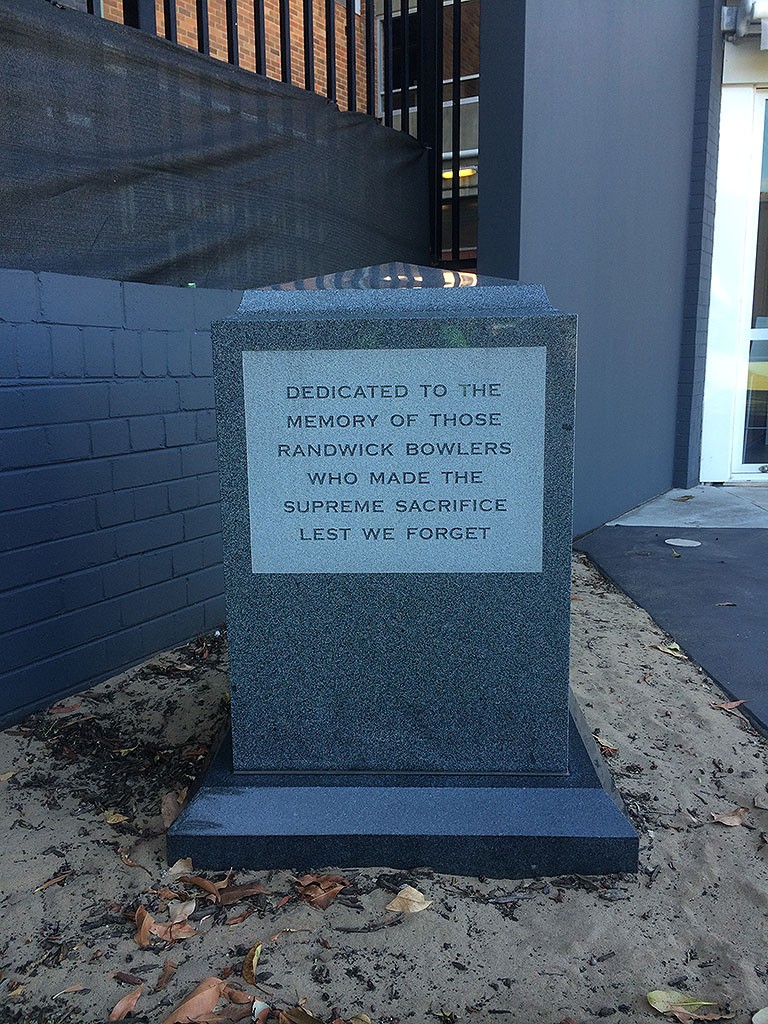 DEDICATED TO THE
MEMORY OF THOSE
RANDWICK BOWLERS
WHO MADE THE
SUPREME SACRIFICE
LEST WE FORGET